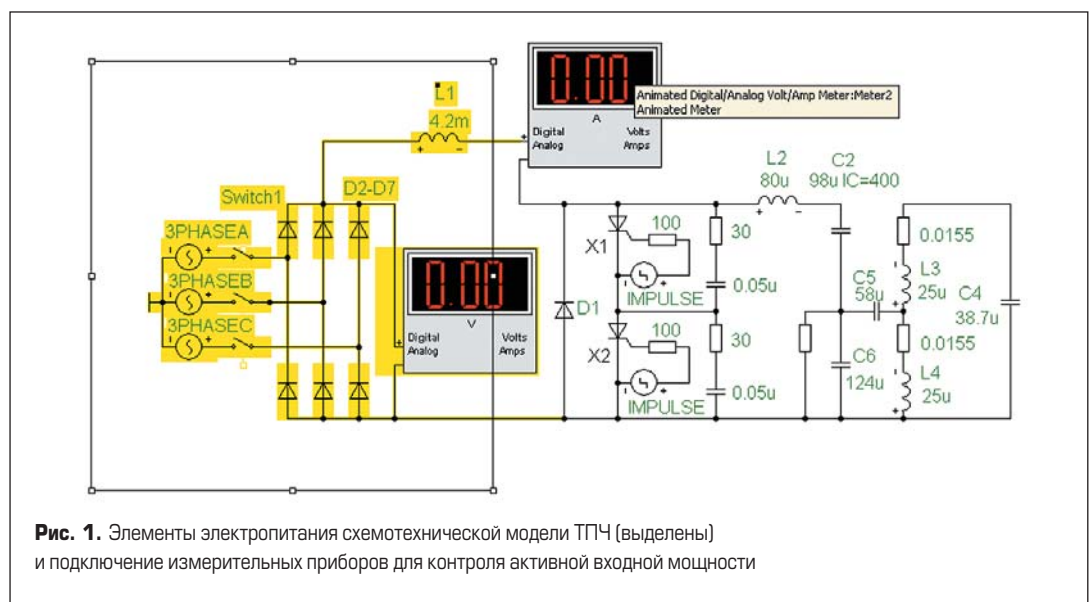 0.00
Animated Digital/Analog Volt/Amp Meter:Meter2
Animated Meter
A
Digital
Analog
Volts
Amps
L1
4.2m
+ −
Switch1
D2-D7
3PHASEA
3PHASEB
3PHASEC
0.00
V
Digital
Analog
Volts
Amps
D1
X1
100
IMPULSE
30
0.05u
X2
100
IMPULSE
30
0.05u
L2
80u
+ −
C2
98u IC=400
C5
58u
C6
124u
0.0155
L3
25u
C4
38.7u
0.0155
L4
25u
Рис. 1. Элементы электропитания схемотехнической модели ТПЧ (выделены)
и подключение измерительных приборов для контроля активной входной мощности